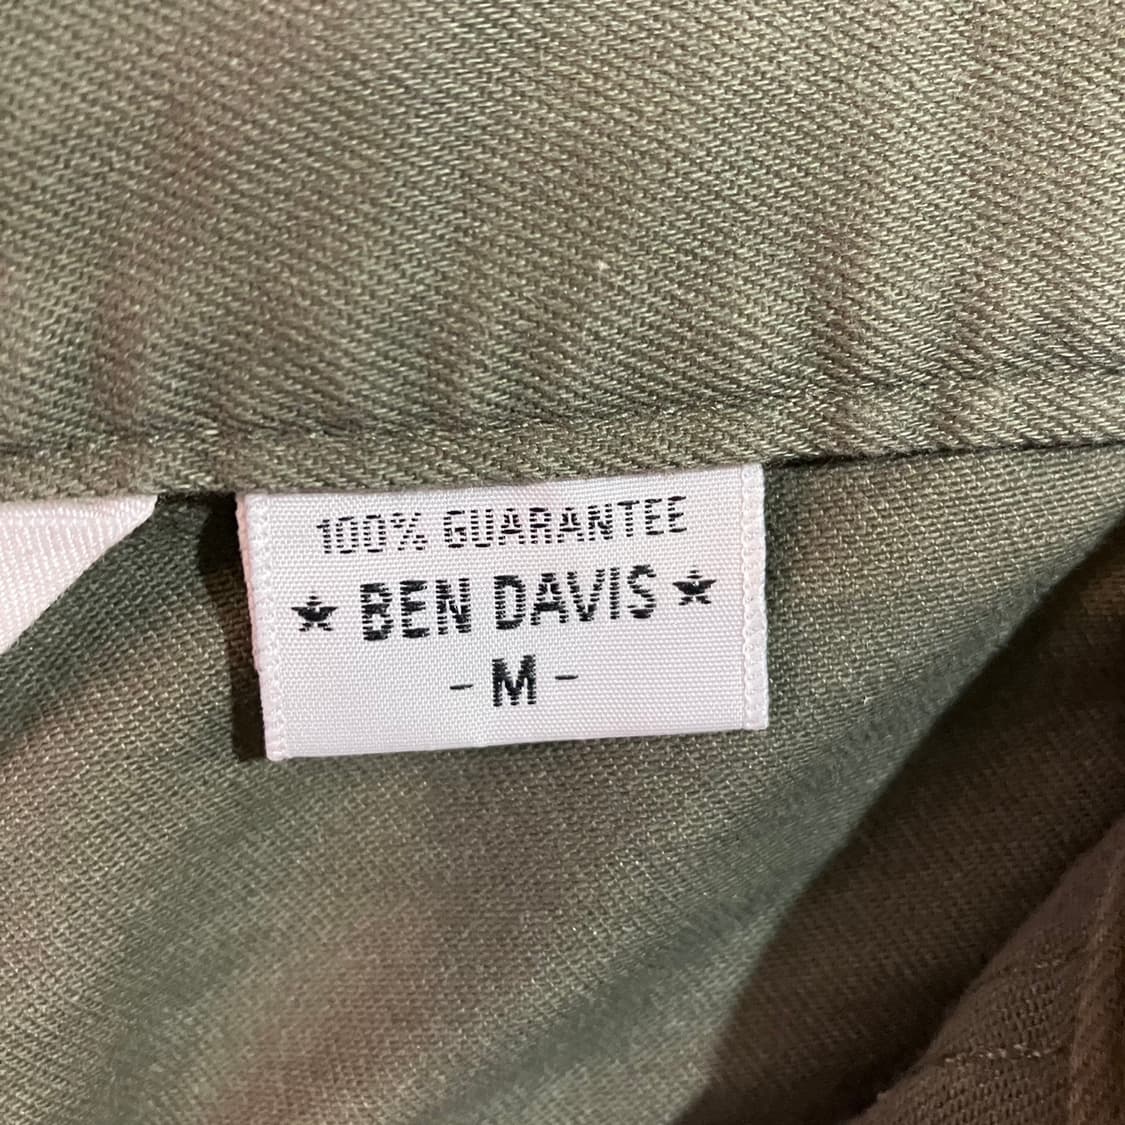 100% GUARANTEE
★ BEN DAVIS ★
- M -